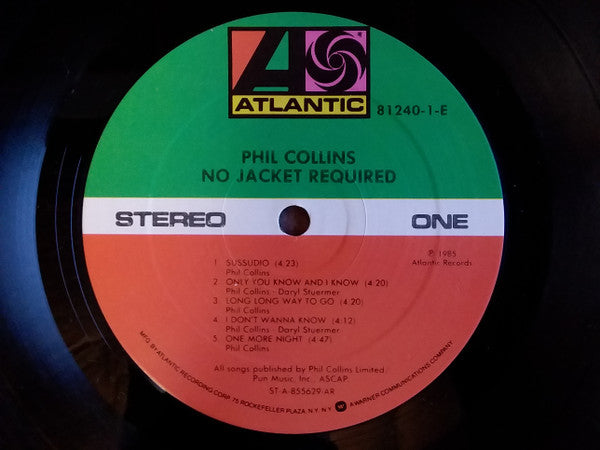 ATLANTIC
81240-1-E
PHIL COLLINS
NO JACKET REQUIRED
STEREO ONE
℗ 1985
Atlantic Records
1. SUSSUDIO (4:23)
Phil Collins
2. ONLY YOU KNOW AND I KNOW (4:20)
Phil Collins - Daryl Stuermer
3. LONG LONG WAY TO GO (4:20)
Phil Collins
4. I DON'T WANNA KNOW (4:12)
Phil Collins - Daryl Stuermer
5. ONE MORE NIGHT (4:47)
Phil Collins
All songs published by Phil Collins Limited/
Pun Music, Inc., ASCAP
ST-A-855629-AR
MFG. BY ATLANTIC RECORDING CORP., 75 ROCKEFELLER PLAZA, N.Y. N.Y. A WARNER COMMUNICATIONS COMPANY